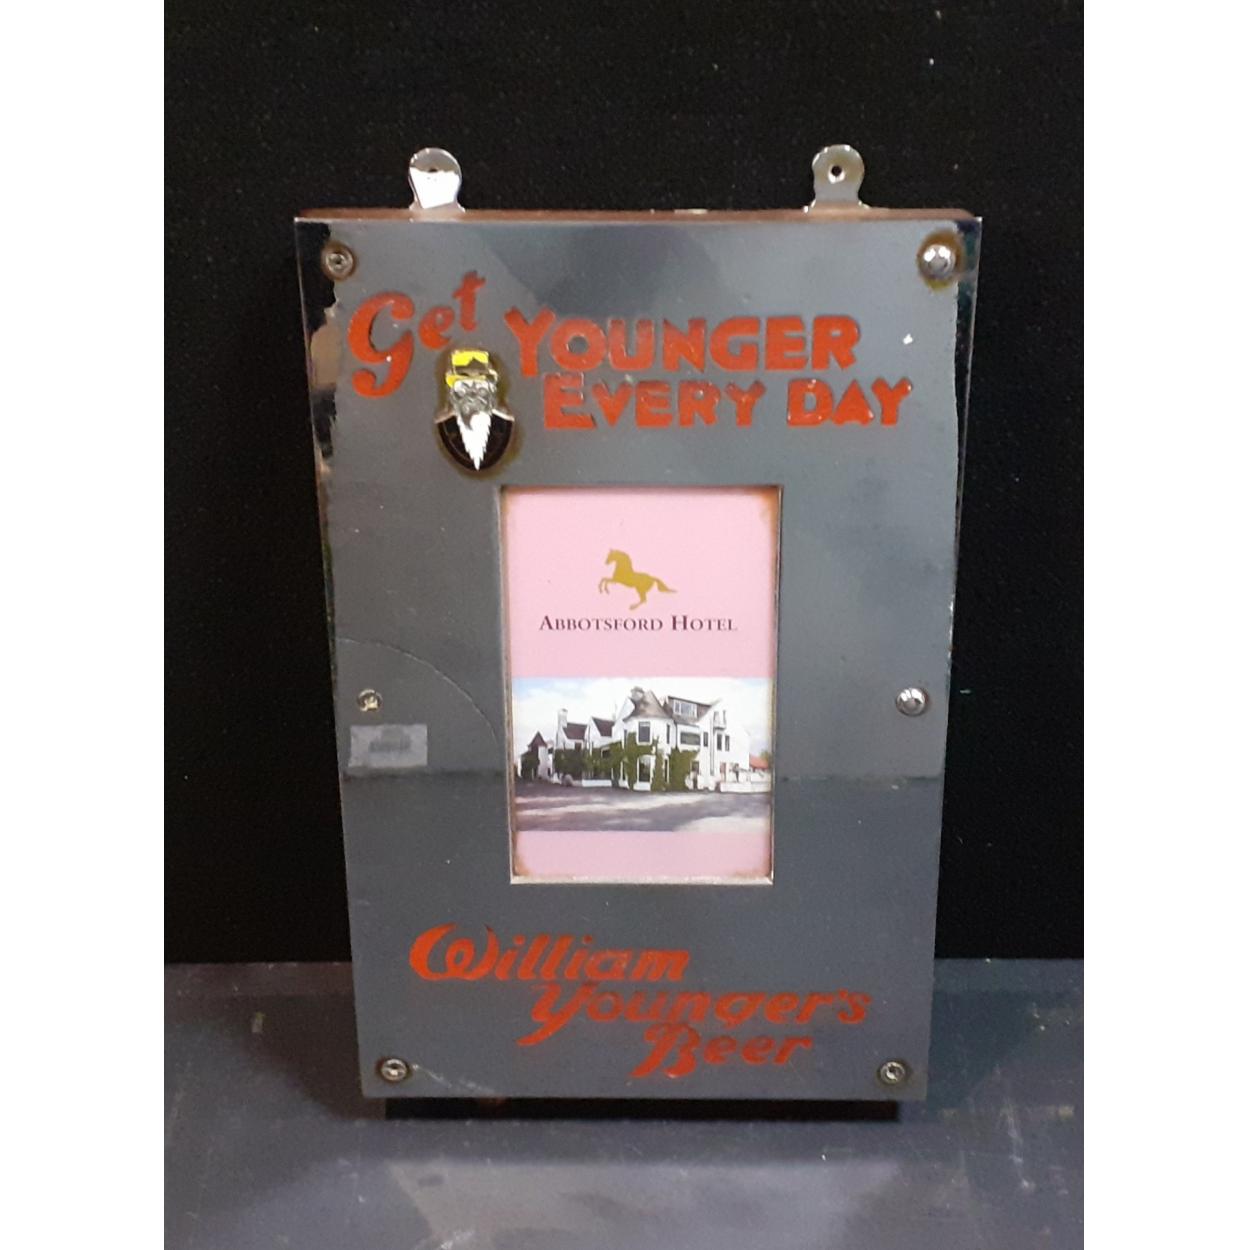 Get YOUNGER
EVERY DAY
ABBOTSFORD HOTEL
William
Younger's
Beer